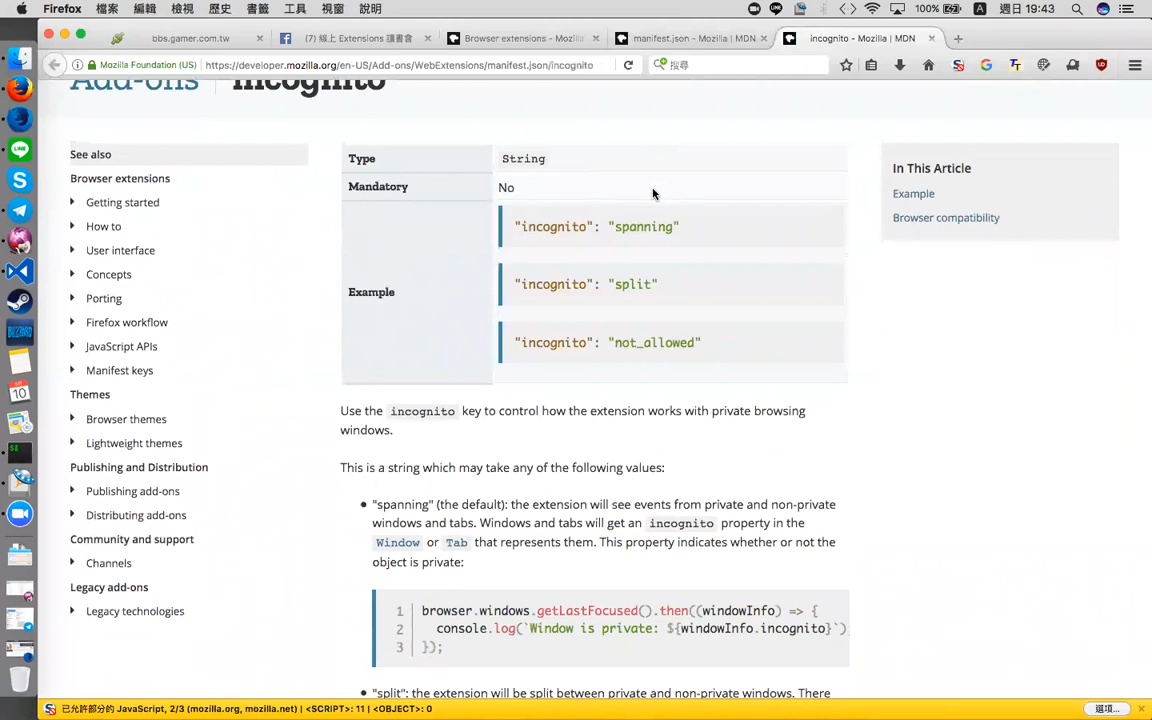 Firefox 檔案 編輯 檢視 歷史 書籤 工具 視窗 說明 100% A 週日 19:43
bbs.gamer.com.tw × (7) 線上 Extensions 讀書會 × Browser extensions - Mozilla × manifest.json - Mozilla | MDN × incognito - Mozilla | MDN × +
Mozilla Foundation (US) https://developer.mozilla.org/en-US/Add-ons/WebExtensions/manifest.json/incognito 搜尋
Add-ons incognito
See also
Browser extensions
Getting started
How to
User interface
Concepts
Porting
Firefox workflow
JavaScript APIs
Manifest keys
Themes
Browser themes
Lightweight themes
Publishing and Distribution
Publishing add-ons
Distributing add-ons
Community and support
Channels
Legacy add-ons
Legacy technologies
Type String
Mandatory No
Example
"incognito": "spanning"
"incognito": "split"
"incognito": "not_allowed"
Use the incognito key to control how the extension works with private browsing
windows.
This is a string which may take any of the following values:
"spanning" (the default): the extension will see events from private and non-private
windows and tabs. Windows and tabs will get an incognito property in the
Window or Tab that represents them. This property indicates whether or not the
object is private:
1 browser.windows.getLastFocused().then((windowInfo) => {
2 console.log(`Window is private: ${windowInfo.incognito}`)
3 });
"split": the extension will be split between private and non-private windows. There
In This Article
Example
Browser compatibility
已允許部分的 JavaScript, 2/3 (mozilla.org, mozilla.net) | <SCRIPT>: 11 | <OBJECT>: 0 選項... ×